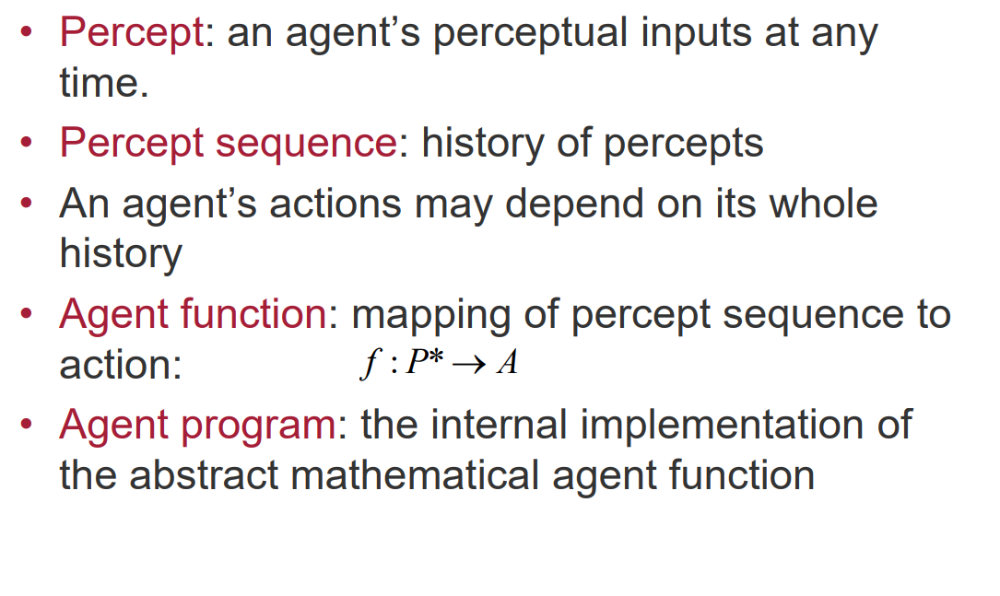 • Percept: an agent’s perceptual inputs at any
time.
• Percept sequence: history of percepts
• An agent’s actions may depend on its whole
history
• Agent function: mapping of percept sequence to
action: f : P* → A
• Agent program: the internal implementation of
the abstract mathematical agent function